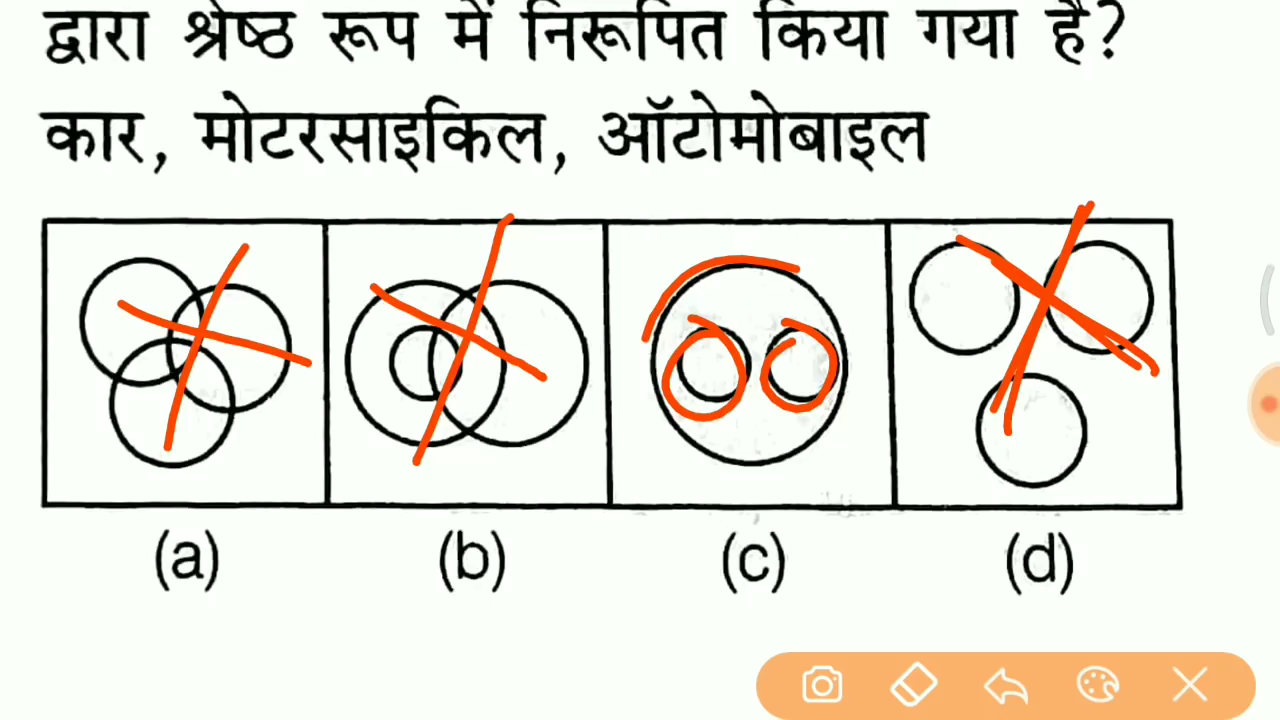 द्वारा श्रेष्ठ रूप में निरूपित किया गया है?
कार, मोटरसाइकिल, ऑटोमोबाइल
(a) (b) (c) (d)